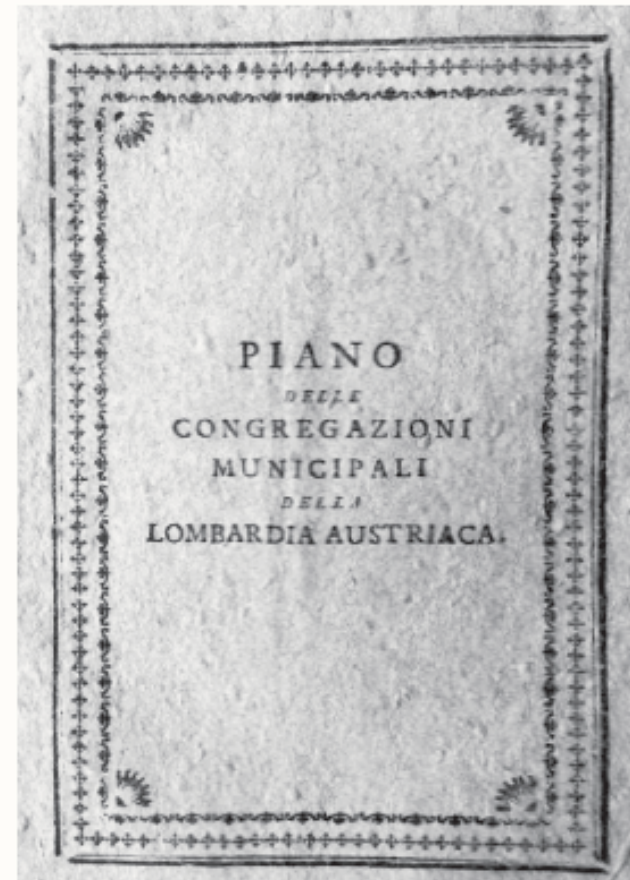 PIANO
DELLE
CONGREGAZIONI
MUNICIPALI
DELLA
LOMBARDIA AUSTRIACA.